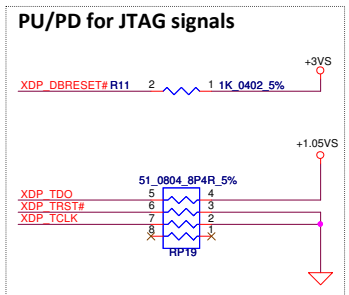 PU/PD for JTAG signals
+3VS
XDP_DBRESET# R11 2 1 1K_0402_5%
+1.05VS
51_0804_8P4R_5%
XDP_TDO 5 4
XDP_TRST# 6 3
XDP_TCLK 7 2
8 1
RP19